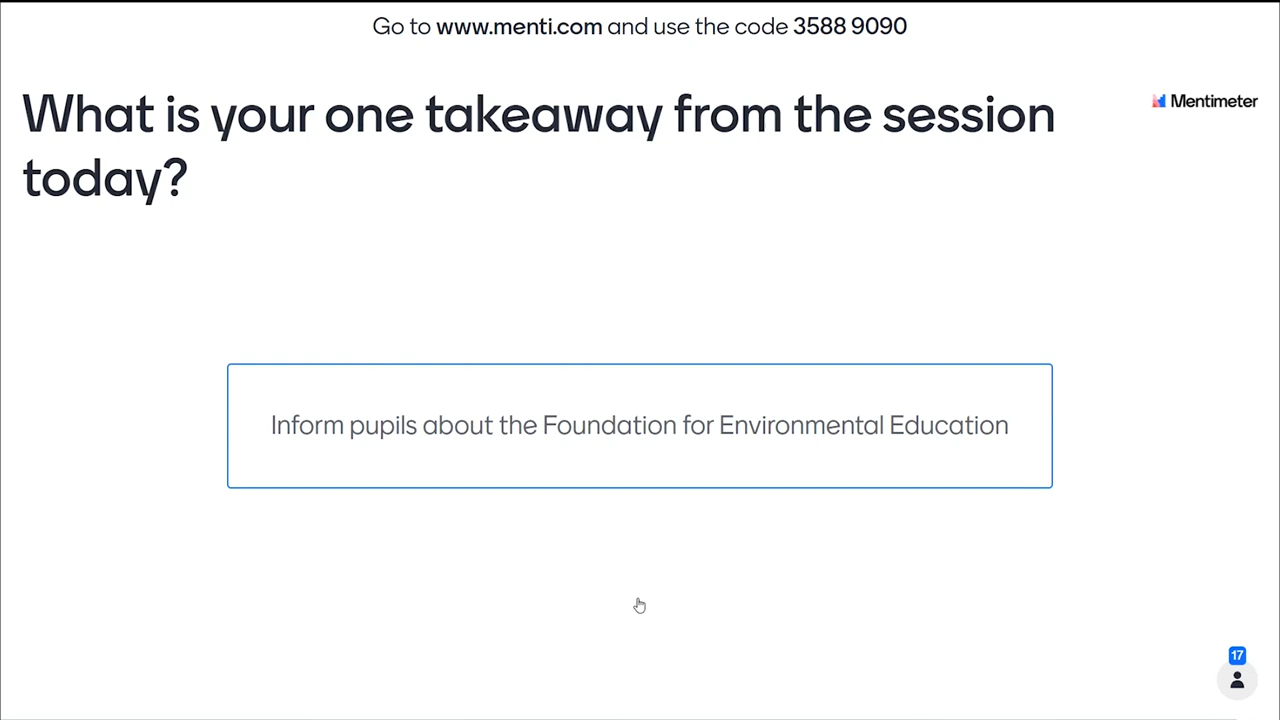 Go to www.menti.com and use the code 3588 9090
What is your one takeaway from the session
today?
Mentimeter
Inform pupils about the Foundation for Environmental Education
17